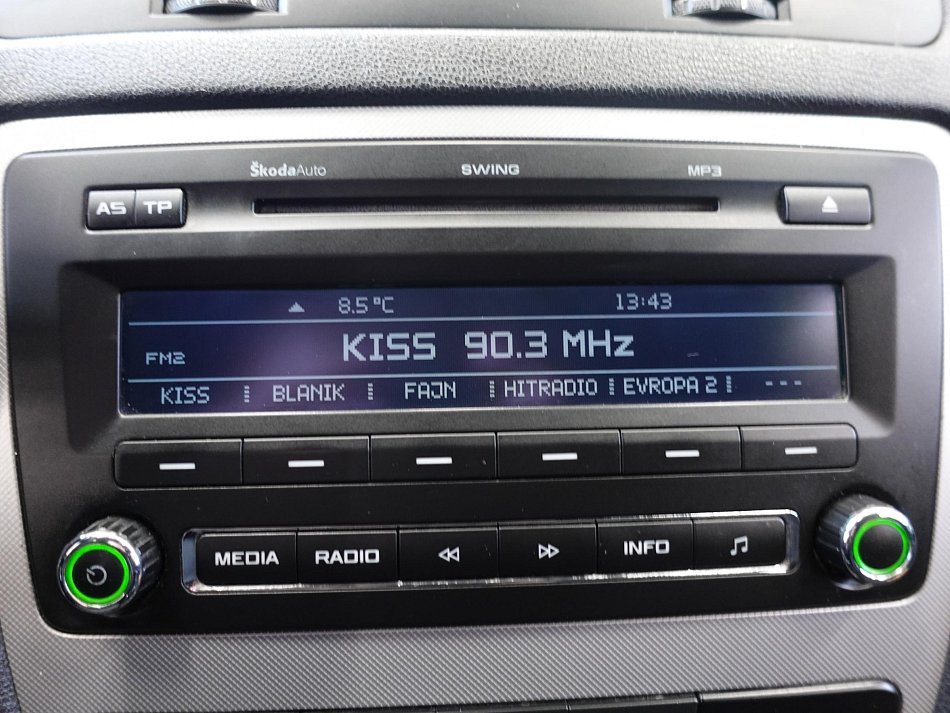 ŠkodaAuto SWING MP3
AS TP
8.5°C 13:43
FM2 KISS 90.3 MHz
KISS BLANIK FAJN HITRADIO EVROPA 2 ---
MEDIA RADIO INFO